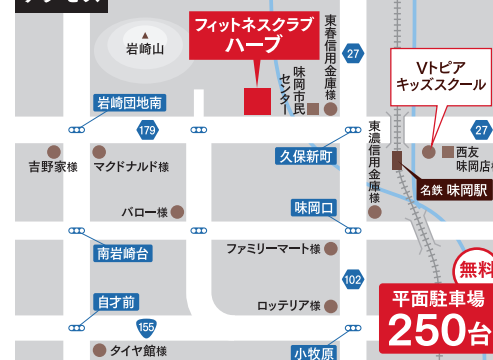 アクセス
岩崎山
フィットネスクラブ
ハーブ
東春信用金庫様
27
味岡市民
センター
Vトピア
キッズスクール
岩崎団地南
179
久保新町
27
西友
味岡店様
吉野家様
マクドナルド様
東濃信用金庫様
名鉄 味岡駅
バロー様
味岡口
南岩崎台
ファミリーマート様
無料
102
自才前
ロッテリア様
平面駐車場
250台
155
タイヤ館様
小牧原